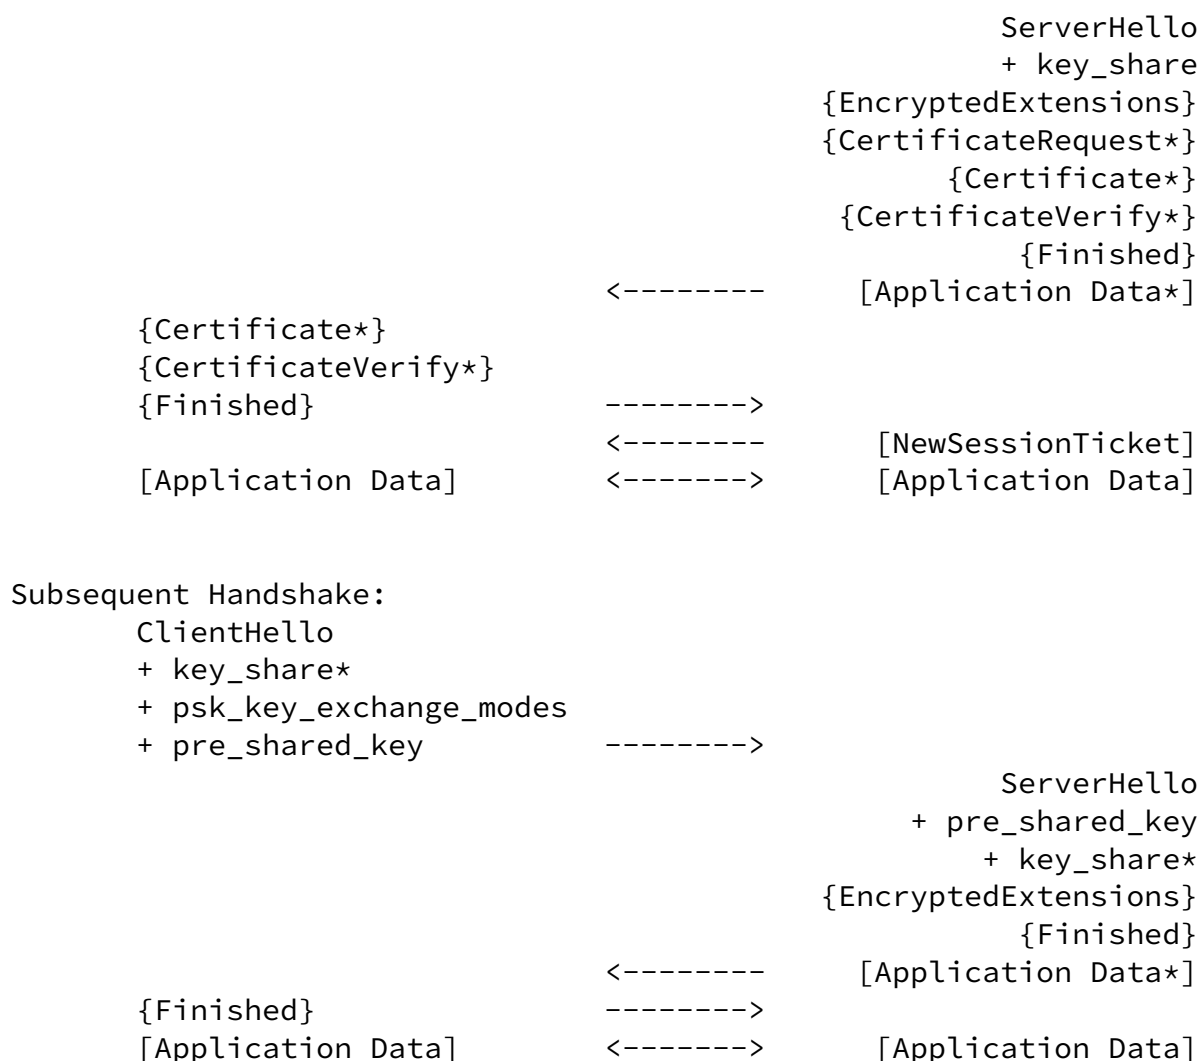 ServerHello
                                                       + key_share
                                             {EncryptedExtensions}
                                             {CertificateRequest*}
                                                    {Certificate*}
                                              {CertificateVerify*}
                                                        {Finished}
                                 <--------     [Application Data*]
       {Certificate*}
       {CertificateVerify*}
       {Finished}                -------->
                                 <--------      [NewSessionTicket]
       [Application Data]        <------->      [Application Data]
Subsequent Handshake:
       ClientHello
       + key_share*
       + psk_key_exchange_modes
       + pre_shared_key          -------->
                                                       ServerHello
                                                  + pre_shared_key
                                                      + key_share*
                                             {EncryptedExtensions}
                                                        {Finished}
                                 <--------     [Application Data*]
       {Finished}                -------->
       [Application Data]        <------->      [Application Data]